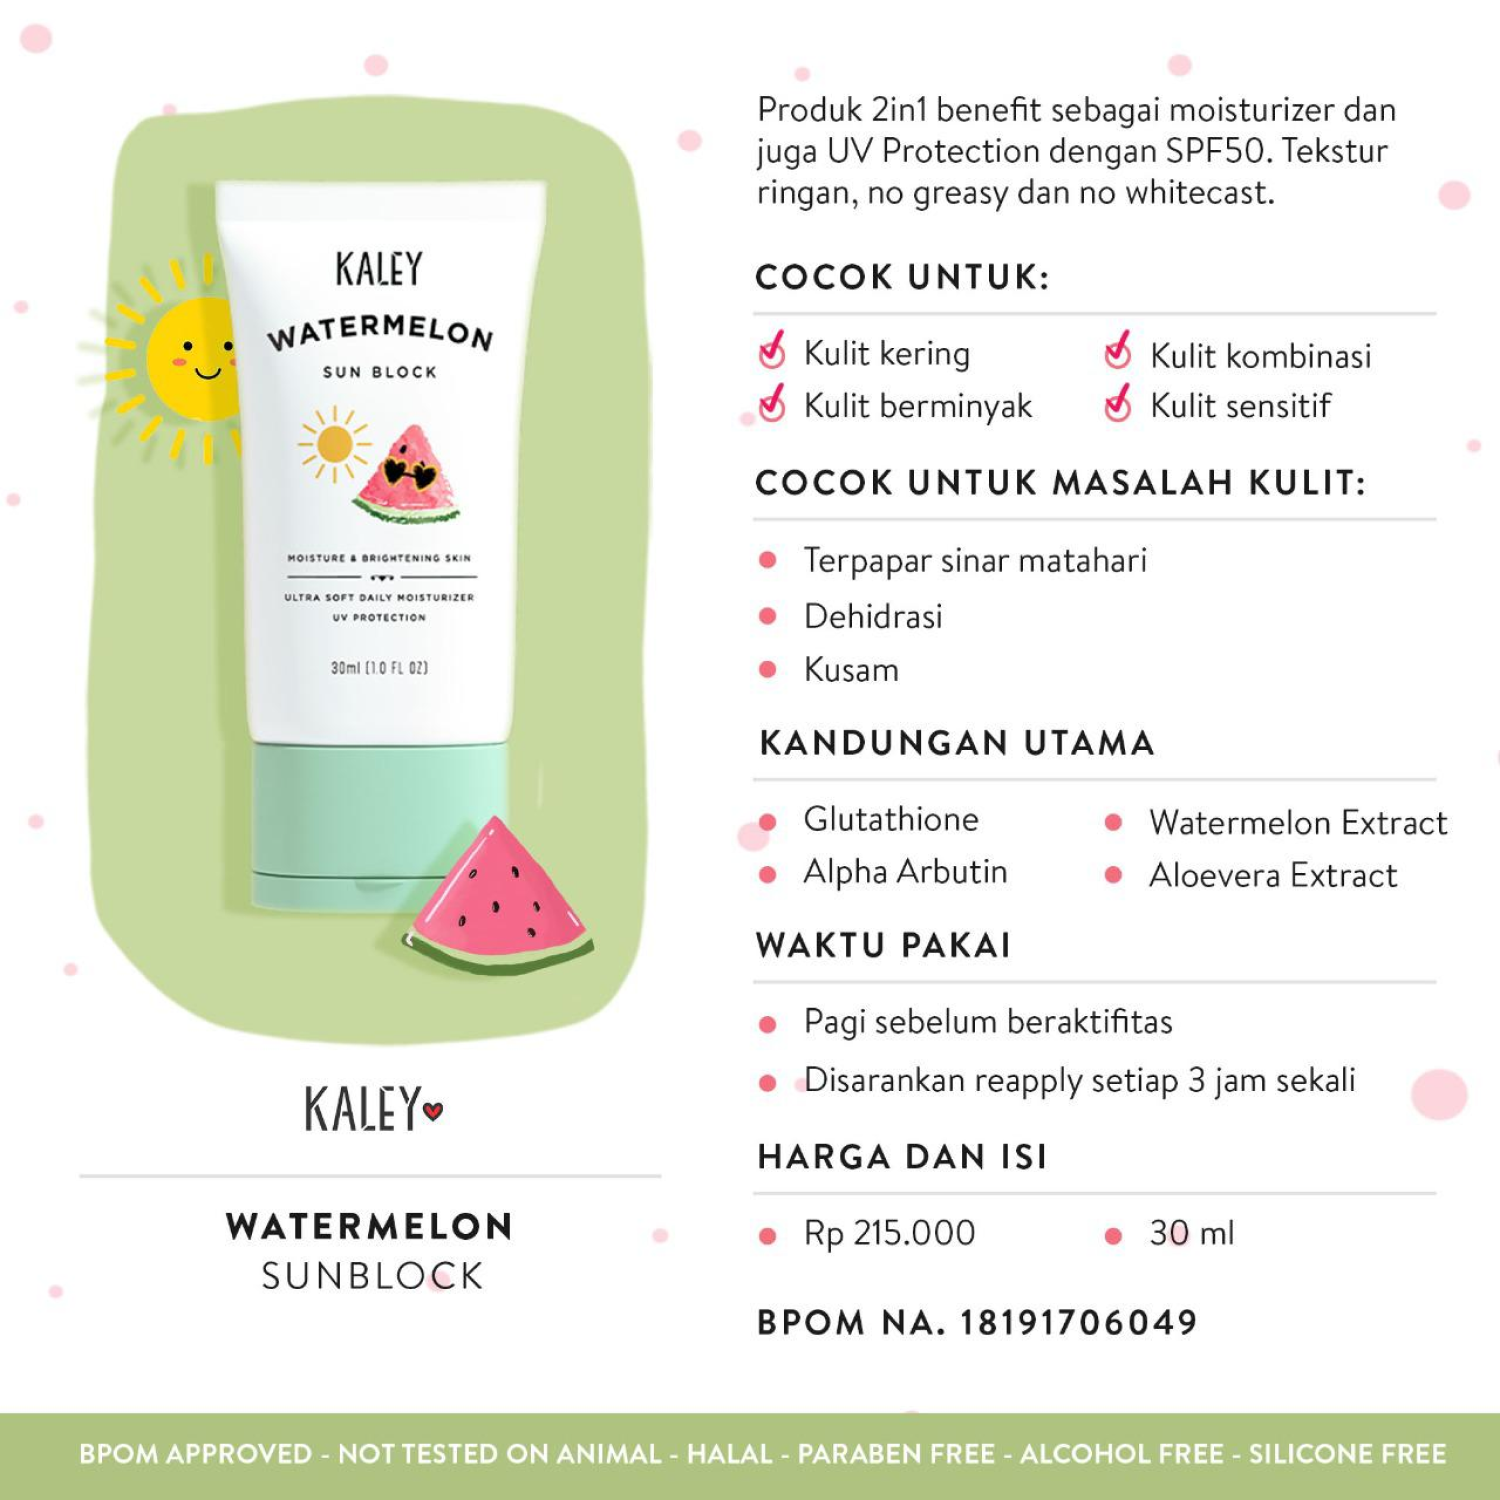 KALEY
WATERMELON
SUN BLOCK
MOISTURE & BRIGHTENING SKIN
ULTRA SOFT DAILY MOISTURIZER
UV PROTECTION
30ml (1.0 FL OZ)
KALEY
WATERMELON
SUNBLOCK
Produk 2in1 benefit sebagai moisturizer dan
juga UV Protection dengan SPF50. Tekstur
ringan, no greasy dan no whitecast.
COCOK UNTUK:
Kulit kering
Kulit kombinasi
Kulit berminyak
Kulit sensitif
COCOK UNTUK MASALAH KULIT:
Terpapar sinar matahari
Dehidrasi
Kusam
KANDUNGAN UTAMA
Glutathione
Watermelon Extract
Alpha Arbutin
Aloevera Extract
WAKTU PAKAI
Pagi sebelum beraktifitas
Disarankan reapply setiap 3 jam sekali
HARGA DAN ISI
Rp 215.000
30 ml
BPOM NA. 18191706049
BPOM APPROVED - NOT TESTED ON ANIMAL - HALAL - PARABEN FREE - ALCOHOL FREE - SILICONE FREE